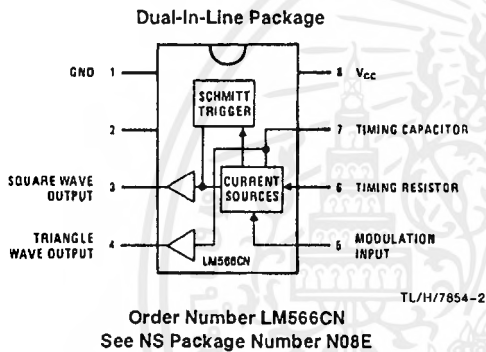 Dual-In-Line Package
GND 1
8 VCC
SCHMITT
TRIGGER
2
7 TIMING CAPACITOR
SQUARE WAVE
OUTPUT
3
CURRENT
SOURCES
6 TIMING RESISTOR
TRIANGLE
WAVE OUTPUT
4
5 MODULATION
INPUT
LM566CN
TL/H/7854-2
Order Number LM566CN
See NS Package Number N08E